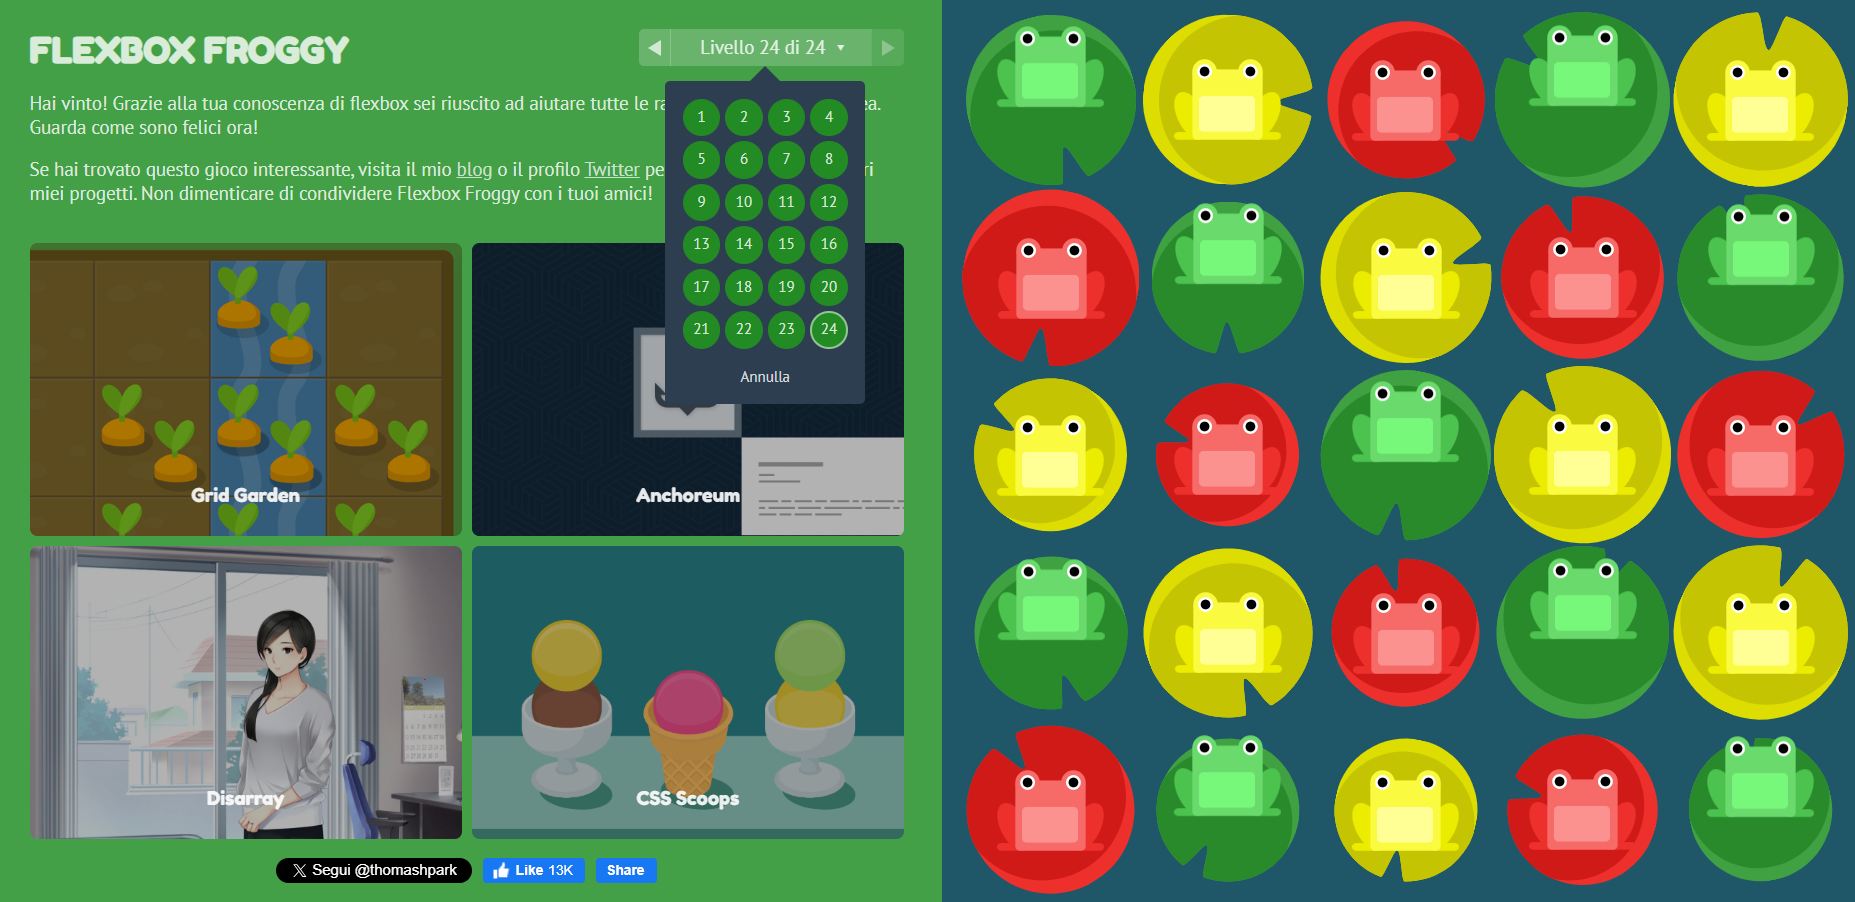 FLEXBOX FROGGY
Livello 24 di 24
Hai vinto! Grazie alla tua conoscenza di flexbox sei riuscito ad aiutare tutte le ra
ea.
Guarda come sono felici ora!
Se hai trovato questo gioco interessante, visita il mio blog o il profilo Twitter pe
ri
miei progetti. Non dimenticare di condividere Flexbox Froggy con i tuoi amici!
1 2 3 4
5 6 7 8
9 10 11 12
13 14 15 16
17 18 19 20
21 22 23 24
Annulla
Grid Garden
Anchoreum
Disarray
CSS Scoops
Segui @thomashpark
Like 13K
Share